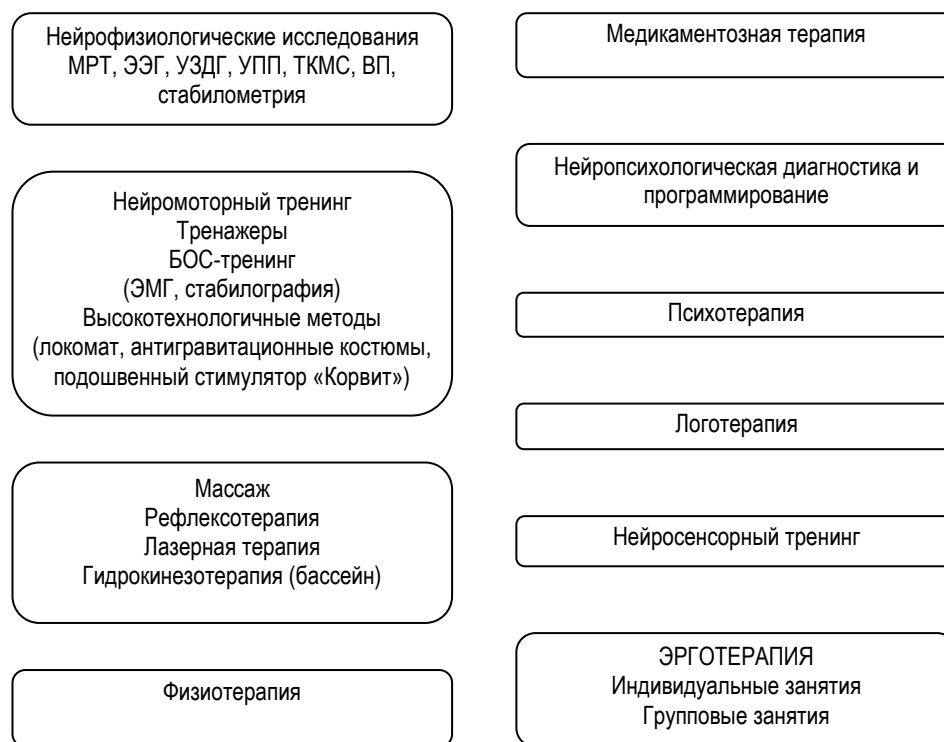 Нейрофизиологические исследования
МРТ, ЭЭГ, УЗДГ, УПП, ТКМС, ВП,
стабилометрия
Нейромоторный тренинг
Тренажеры
БОС-тренинг
(ЭМГ, стабилография)
Высокотехнологичные методы
(локомат, антигравитационные костюмы,
подошвенный стимулятор «Корвит»)
Массаж
Рефлексотерапия
Лазерная терапия
Гидрокинезотерапия (бассейн)
Физиотерапия
Медикаментозная терапия
Нейропсихологическая диагностика и
программирование
Психотерапия
Логотерапия
Нейросенсорный тренинг
ЭРГОТЕРАПИЯ
Индивидуальные занятия
Групповые занятия